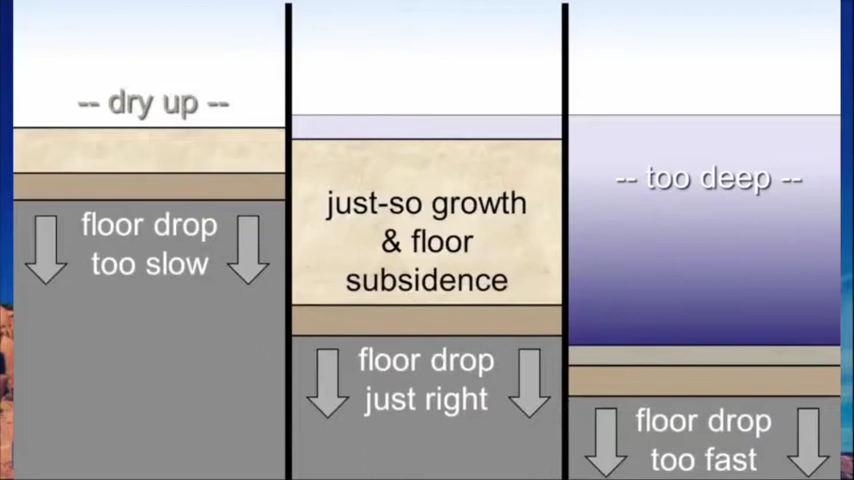 -- dry up --
floor drop
too slow
just-so growth
& floor
subsidence
floor drop
just right
-- too deep --
floor drop
too fast